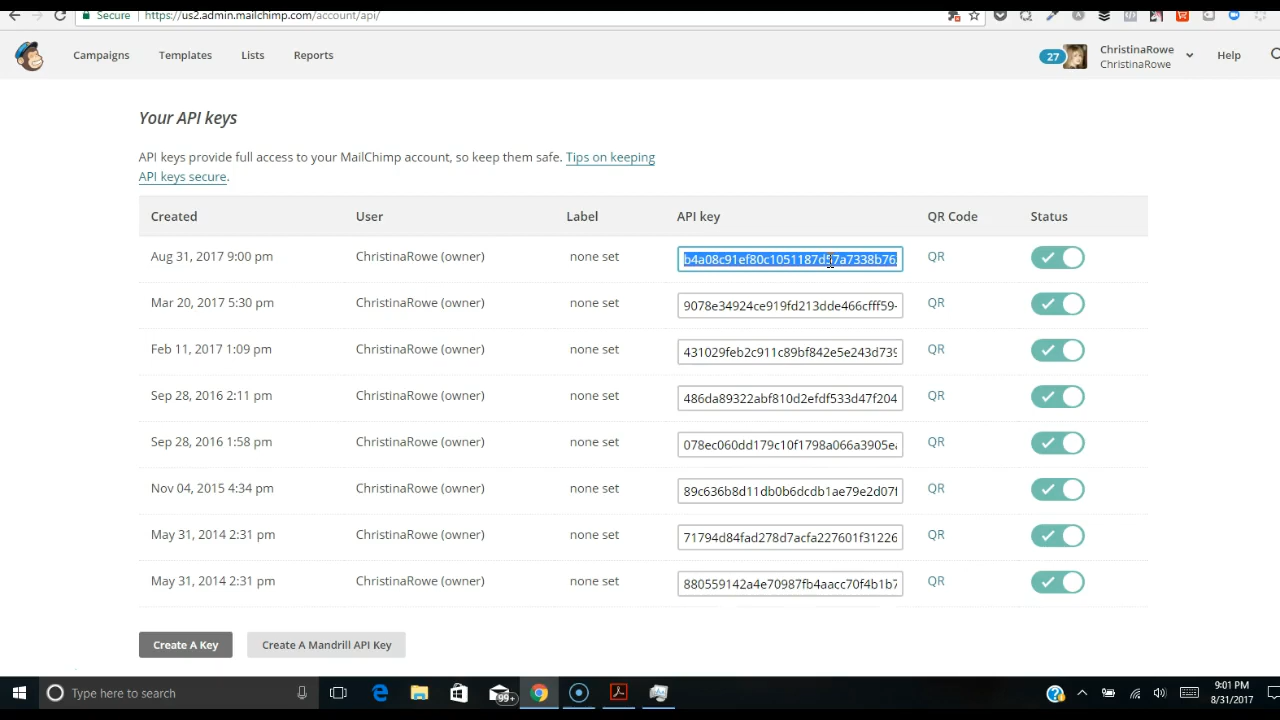 Secure https://us2.admin.mailchimp.com/account/api/
Campaigns Templates Lists Reports 27 ChristinaRowe Help
ChristinaRowe
Your API keys
API keys provide full access to your MailChimp account, so keep them safe. Tips on keeping
API keys secure.
Created User Label API key QR Code Status
Aug 31, 2017 9:00 pm ChristinaRowe (owner) none set QR
Mar 20, 2017 5:30 pm ChristinaRowe (owner) none set 9078e34924ce919fd213dde466cfff59- QR
Feb 11, 2017 1:09 pm ChristinaRowe (owner) none set 431029feb2c911c89bf842e5e243d739 QR
Sep 28, 2016 2:11 pm ChristinaRowe (owner) none set 486da89322abf810d2efdf533d47f204 QR
Sep 28, 2016 1:58 pm ChristinaRowe (owner) none set 078ec060dd179c10f1798a066a3905e QR
Nov 04, 2015 4:34 pm ChristinaRowe (owner) none set 89c636b8d11db0b6dcdb1ae79e2d07f QR
May 31, 2014 2:31 pm ChristinaRowe (owner) none set 71794d84fad278d7acfa227601f31226 QR
May 31, 2014 2:31 pm ChristinaRowe (owner) none set 880559142a4e70987fb4aacc70f4b1b7 QR
Create A Key Create A Mandrill API Key
Type here to search 99+ 9:01 PM
8/31/2017